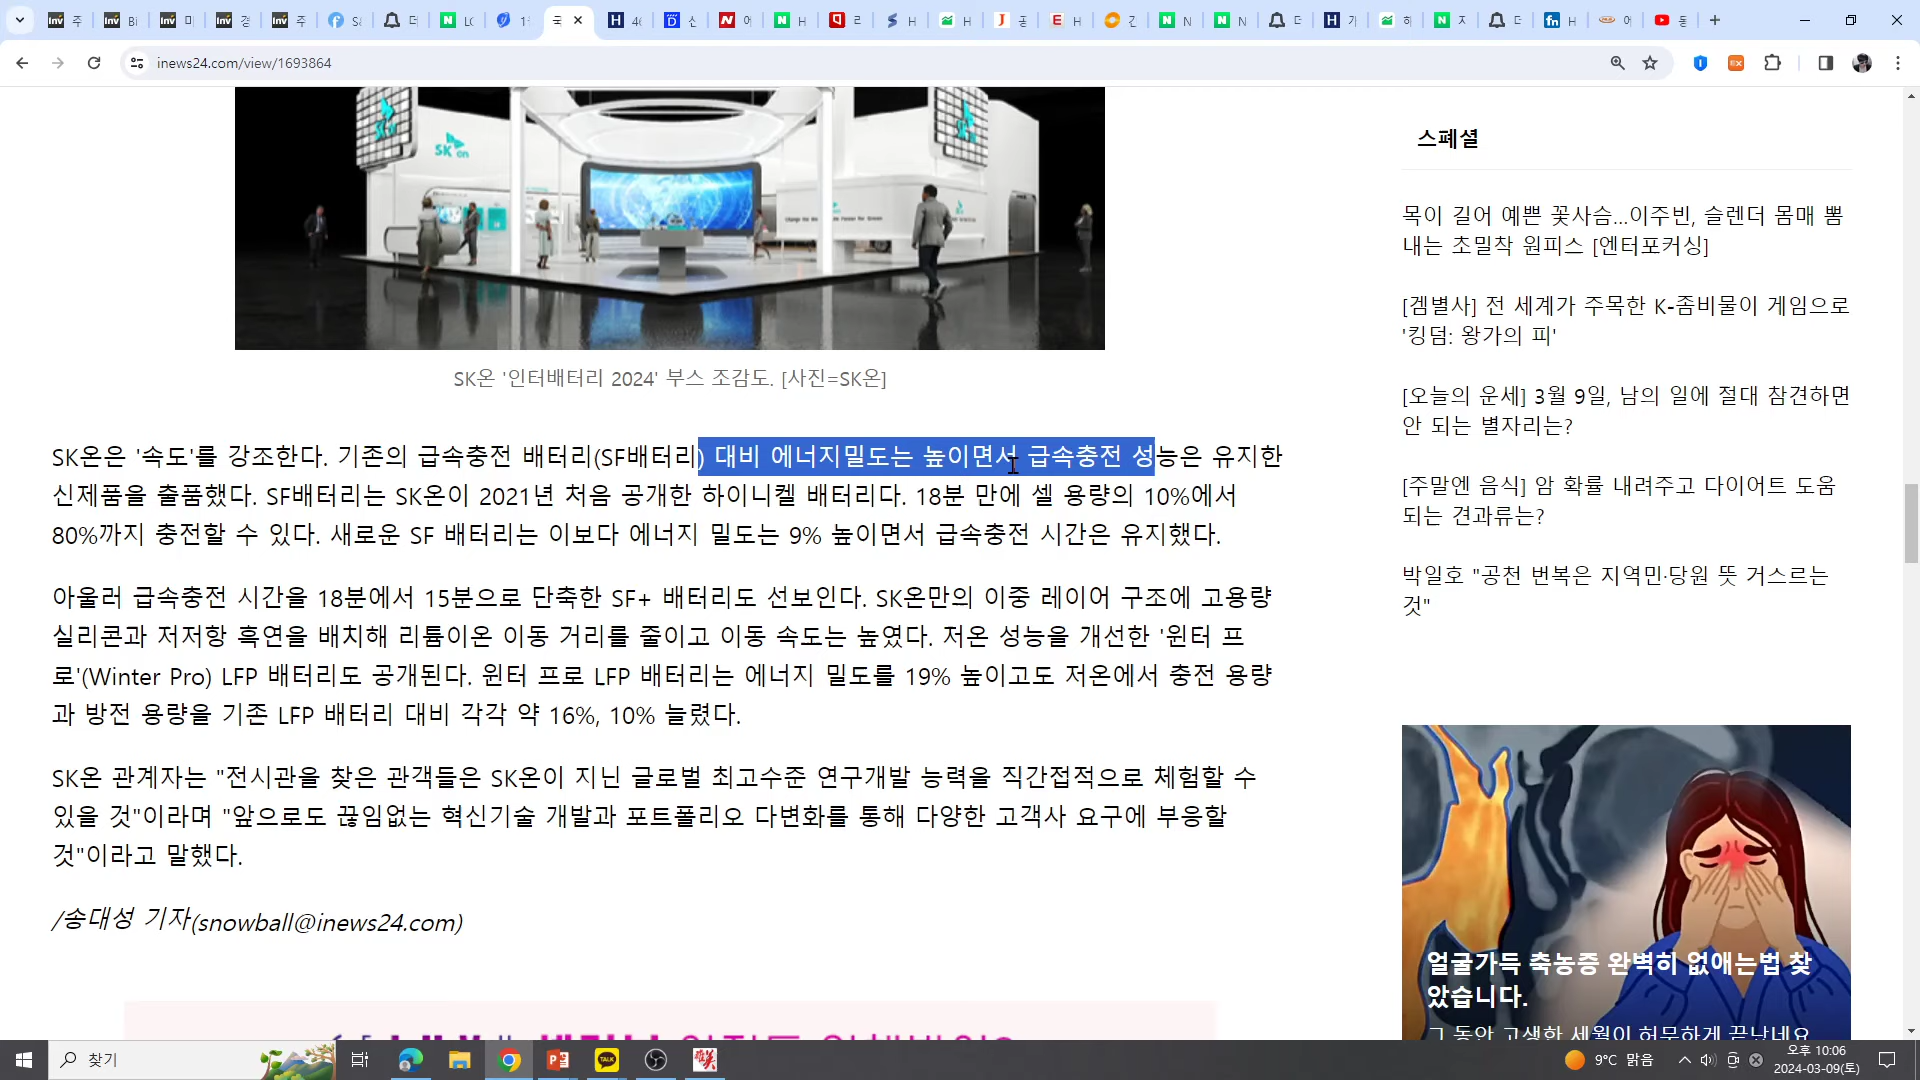 inews24.com/view/1693864
SK on
SK온 '인터배터리 2024' 부스 조감도. [사진=SK온]
SK온은 '속도'를 강조한다. 기존의 급속충전 배터리(SF배터리) 대비 에너지밀도는 높이면서 급속충전 성능은 유지한
신제품을 출품했다. SF배터리는 SK온이 2021년 처음 공개한 하이니켈 배터리다. 18분 만에 셀 용량의 10%에서
80%까지 충전할 수 있다. 새로운 SF 배터리는 이보다 에너지 밀도는 9% 높이면서 급속충전 시간은 유지했다.
아울러 급속충전 시간을 18분에서 15분으로 단축한 SF+ 배터리도 선보인다. SK온만의 이중 레이어 구조에 고용량
실리콘과 저저항 흑연을 배치해 리튬이온 이동 거리를 줄이고 이동 속도는 높였다. 저온 성능을 개선한 '윈터 프
로'(Winter Pro) LFP 배터리도 공개된다. 윈터 프로 LFP 배터리는 에너지 밀도를 19% 높이고도 저온에서 충전 용량
과 방전 용량을 기존 LFP 배터리 대비 각각 약 16%, 10% 늘렸다.
SK온 관계자는 "전시관을 찾은 관객들은 SK온이 지닌 글로벌 최고수준 연구개발 능력을 직간접적으로 체험할 수
있을 것"이라며 "앞으로도 끊임없는 혁신기술 개발과 포트폴리오 다변화를 통해 다양한 고객사 요구에 부응할
것"이라고 말했다.
/송대성 기자(snowball@inews24.com)
스페셜
목이 길어 예쁜 꽃사슴…이주빈, 슬렌더 몸매 뽐
내는 초밀착 원피스 [엔터포커싱]
[겜별사] 전 세계가 주목한 K-좀비물이 게임으로
'킹덤: 왕가의 피'
[오늘의 운세] 3월 9일, 남의 일에 절대 참견하면
안 되는 별자리는?
[주말엔 음식] 암 확률 내려주고 다이어트 도움
되는 견과류는?
박일호 "공천 번복은 지역민·당원 뜻 거스르는
것"
얼굴가득 축농증 완벽히 없애는법 찾
았습니다.
그 동안 고생한 세월이 허무하게 끝났네요
찾기
9°C 맑음
오후 10:06
2024-03-09(토)